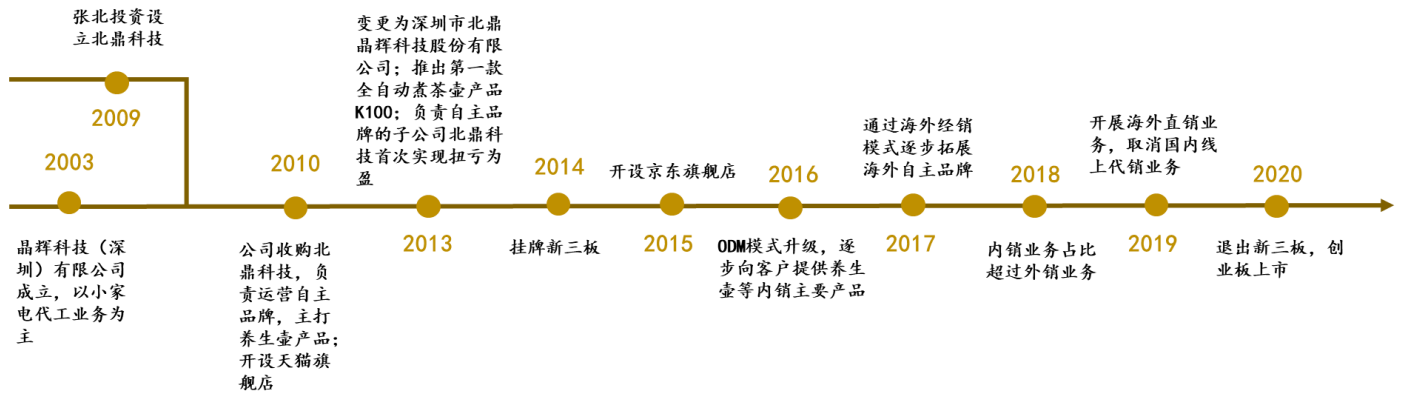 张北投资设
立北鼎科技
2009
2003
晶辉科技（深
圳）有限公司
成立，以小家
电代工业务为
主
2010
公司收购北
鼎科技，负
责运营自主
品牌，主打
养生壶产品；
开设天猫旗
舰店
变更为深圳市北鼎
晶辉科技股份有限
公司；推出第一款
全自动煮茶壶产品
K100；负责自主品
牌的子公司北鼎科
技首次实现扭亏为
盈
2013
2014
挂牌新三板
开设京东旗舰店
2015
2016
ODM模式升级，逐
步向客户提供养生
壶等内销主要产品
通过海外经销
模式逐步拓展
海外自主品牌
2017
2018
内销业务占比
超过外销业务
开展海外直销业
务，取消国内线
上代销业务
2019
2020
退出新三板，创
业板上市